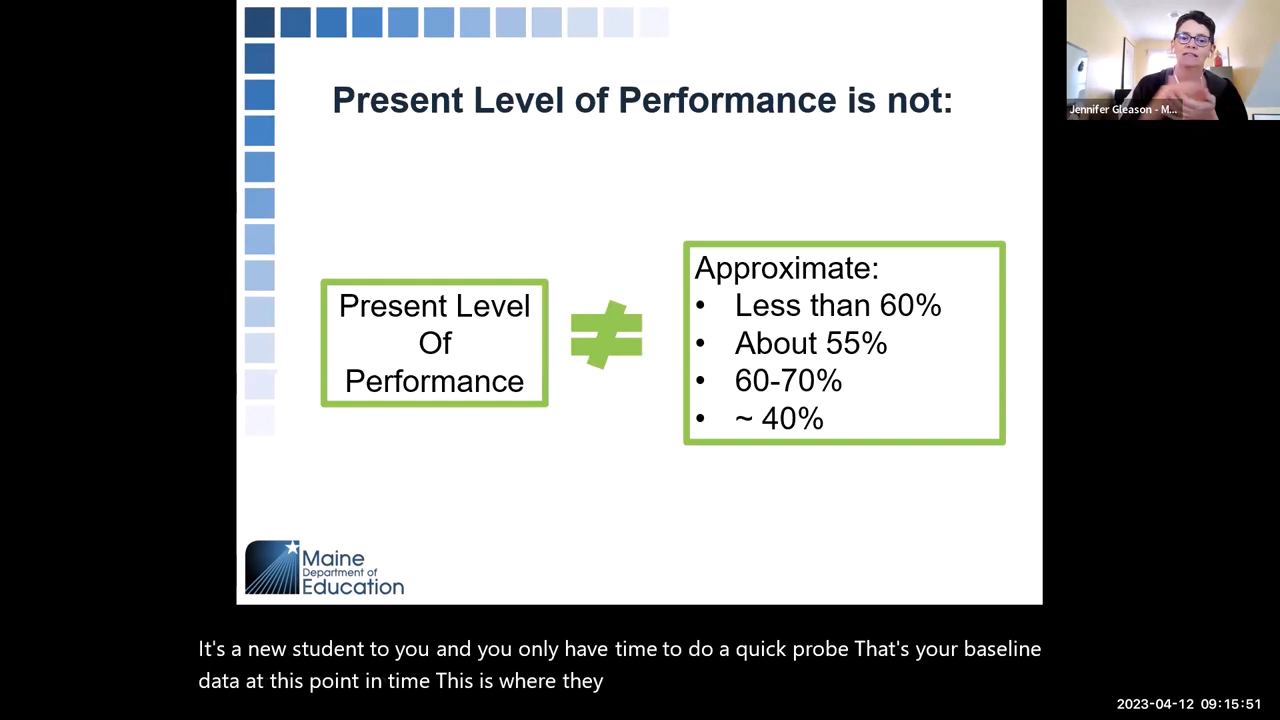 Present Level of Performance is not:
Jennifer Gleason - M...
Present Level
Of
Performance
≠
Approximate:
• Less than 60%
• About 55%
• 60-70%
• ~ 40%
Maine
Department of
Education
It's a new student to you and you only have time to do a quick probe That's your baseline
data at this point in time This is where they
2023-04-12 09:15:51